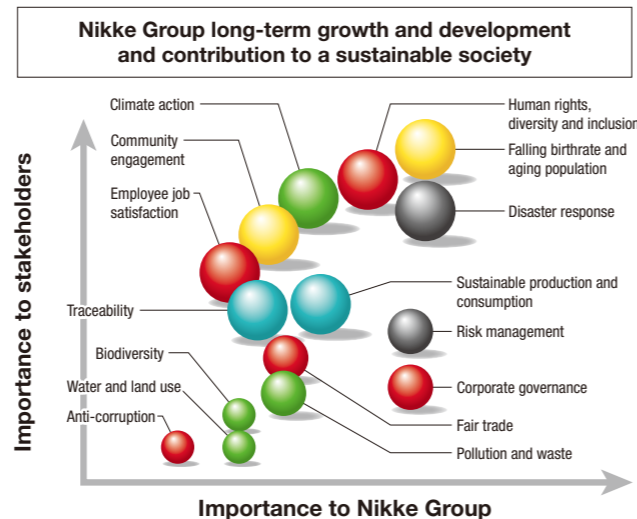 Nikke Group long-term growth and development
and contribution to a sustainable society
Climate action
Community
engagement
Employee job
satisfaction
Traceability
Biodiversity
Water and land use
Anti-corruption
Human rights,
diversity and inclusion
Falling birthrate and
aging population
Disaster response
Sustainable production and
consumption
Risk management
Corporate governance
Fair trade
Pollution and waste
Importance to stakeholders
Importance to Nikke Group